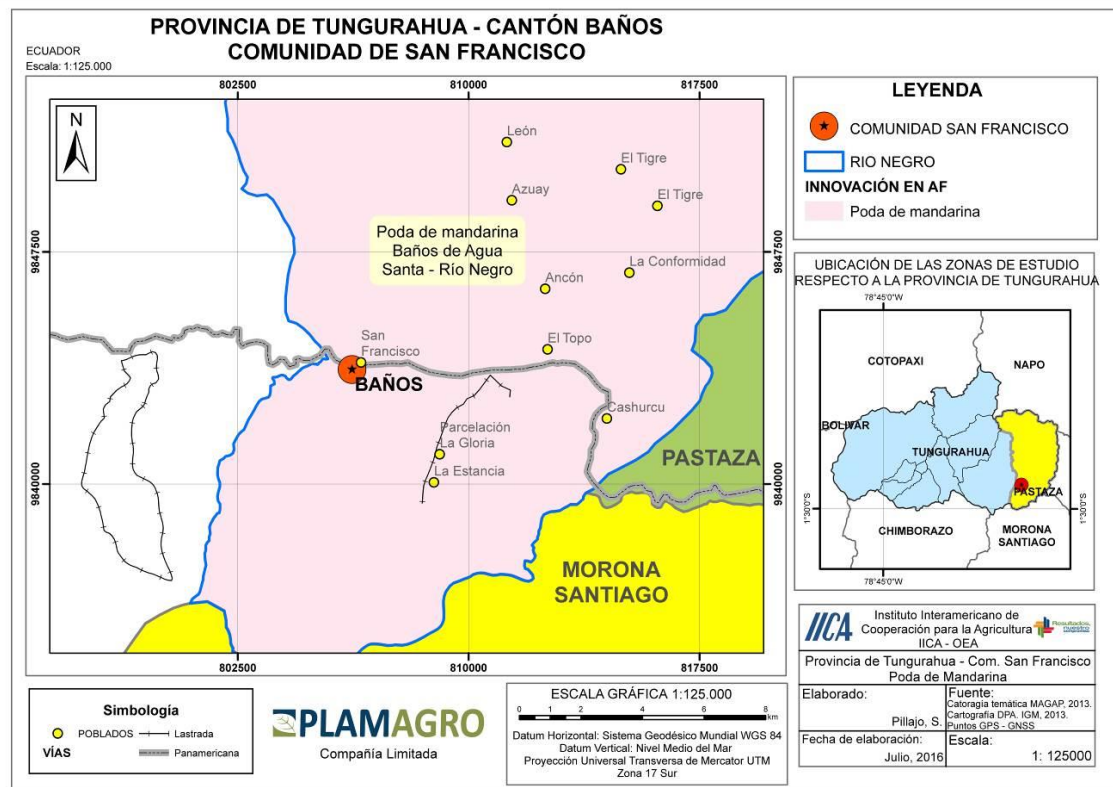 PROVINCIA DE TUNGURAHUA - CANTÓN BAÑOS
COMUNIDAD DE SAN FRANCISCO
ECUADOR
Escala: 1:125.000
802500
810000
817500
N
León
El Tigre
Azuay
El Tigre
Poda de mandarina
Baños de Agua
Santa - Río Negro
9847500
9847500
La Conformidad
Ancón
San
Francisco
El Topo
BAÑOS
Cashurcu
Parcelación
La Gloria
La Estancia
PASTAZA
9840000
9840000
MORONA
SANTIAGO
802500
810000
817500
LEYENDA
COMUNIDAD SAN FRANCISCO
RIO NEGRO
INNOVACIÓN EN AF
Poda de mandarina
UBICACIÓN DE LAS ZONAS DE ESTUDIO
RESPECTO A LA PROVINCIA DE TUNGURAHUA
78°45'0"W
COTOPAXI
NAPO
BOLIVAR
TUNGURAHUA
PASTAZA
1°30'0"S
1°30'0"S
CHIMBORAZO
MORONA
SANTIAGO
78°45'0"W
Simbología
POBLADOS
Lastrada
VÍAS
Panamericana
PLAMAGRO
Compañía Limitada
ESCALA GRÁFICA 1:125.000
0 2 4 6 8
km
Datum Horizontal: Sistema Geodésico Mundial WGS 84
Datum Vertical: Nivel Medio del Mar
Proyección Universal Transversa de Mercator UTM
Zona 17 Sur
IICA
Instituto Interamericano de
Cooperación para la Agricultura
IICA - OEA
Resultados,
nuestro
Provincia de Tungurahua - Com. San Francisco
Poda de Mandarina
Elaborado:
Pillajo, S.
Fuente:
Catoragía temática MAGAP, 2013.
Cartografía DPA. IGM, 2013.
Puntos GPS - GNSS
Fecha de elaboración:
Julio, 2016
Escala:
1: 125000